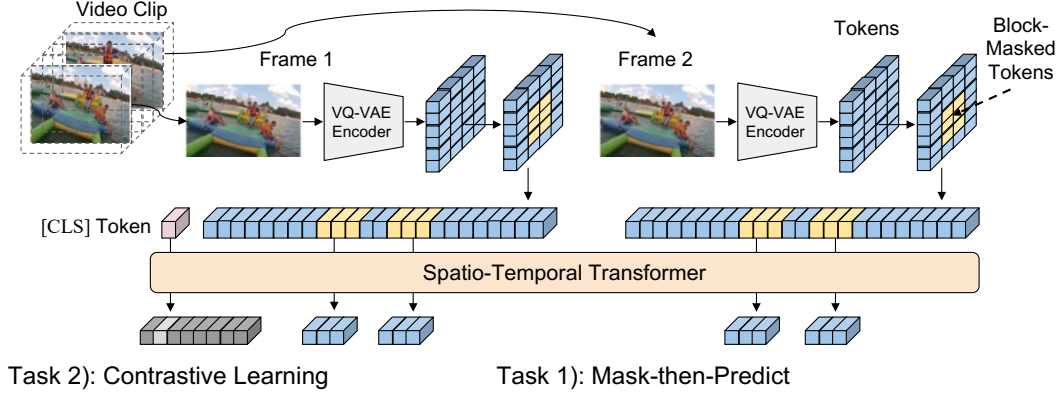 Video Clip
Frame 1
VQ-VAE
Encoder
Frame 2
VQ-VAE
Encoder
Tokens
Block-
Masked
Tokens
[CLS] Token
Spatio-Temporal Transformer
Task 2): Contrastive Learning
Task 1): Mask-then-Predict